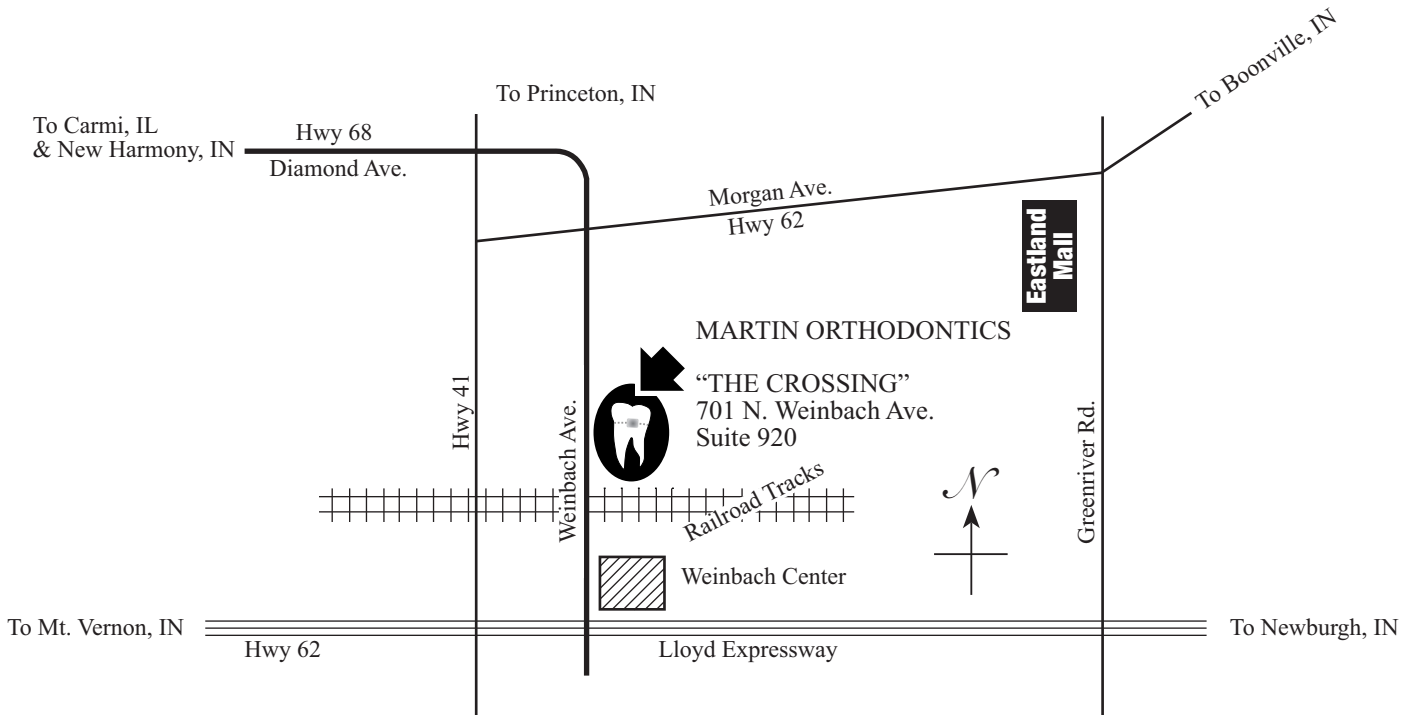 To Boonville, IN
To Princeton, IN
To Carmi, IL
& New Harmony, IN
Hwy 68
Diamond Ave.
Morgan Ave.
Hwy 62
Eastland
Mall
MARTIN ORTHODONTICS
“THE CROSSING”
701 N. Weinbach Ave.
Suite 920
Hwy 41
Weinbach Ave.
Greenriver Rd.
Railroad Tracks
N
Weinbach Center
To Mt. Vernon, IN
To Newburgh, IN
Hwy 62
Lloyd Expressway